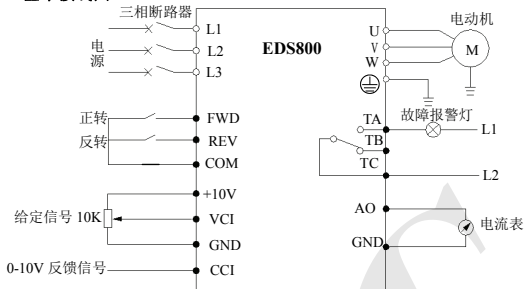 三相断路器
L1
L2
L3
电源
EDS800
U
V
W
电动机
M
正转
FWD
反转
REV
COM
TA
TB
TC
故障报警灯
L1
L2
+10V
给定信号 10K
VCI
GND
0-10V 反馈信号
CCI
AO
GND
电流表